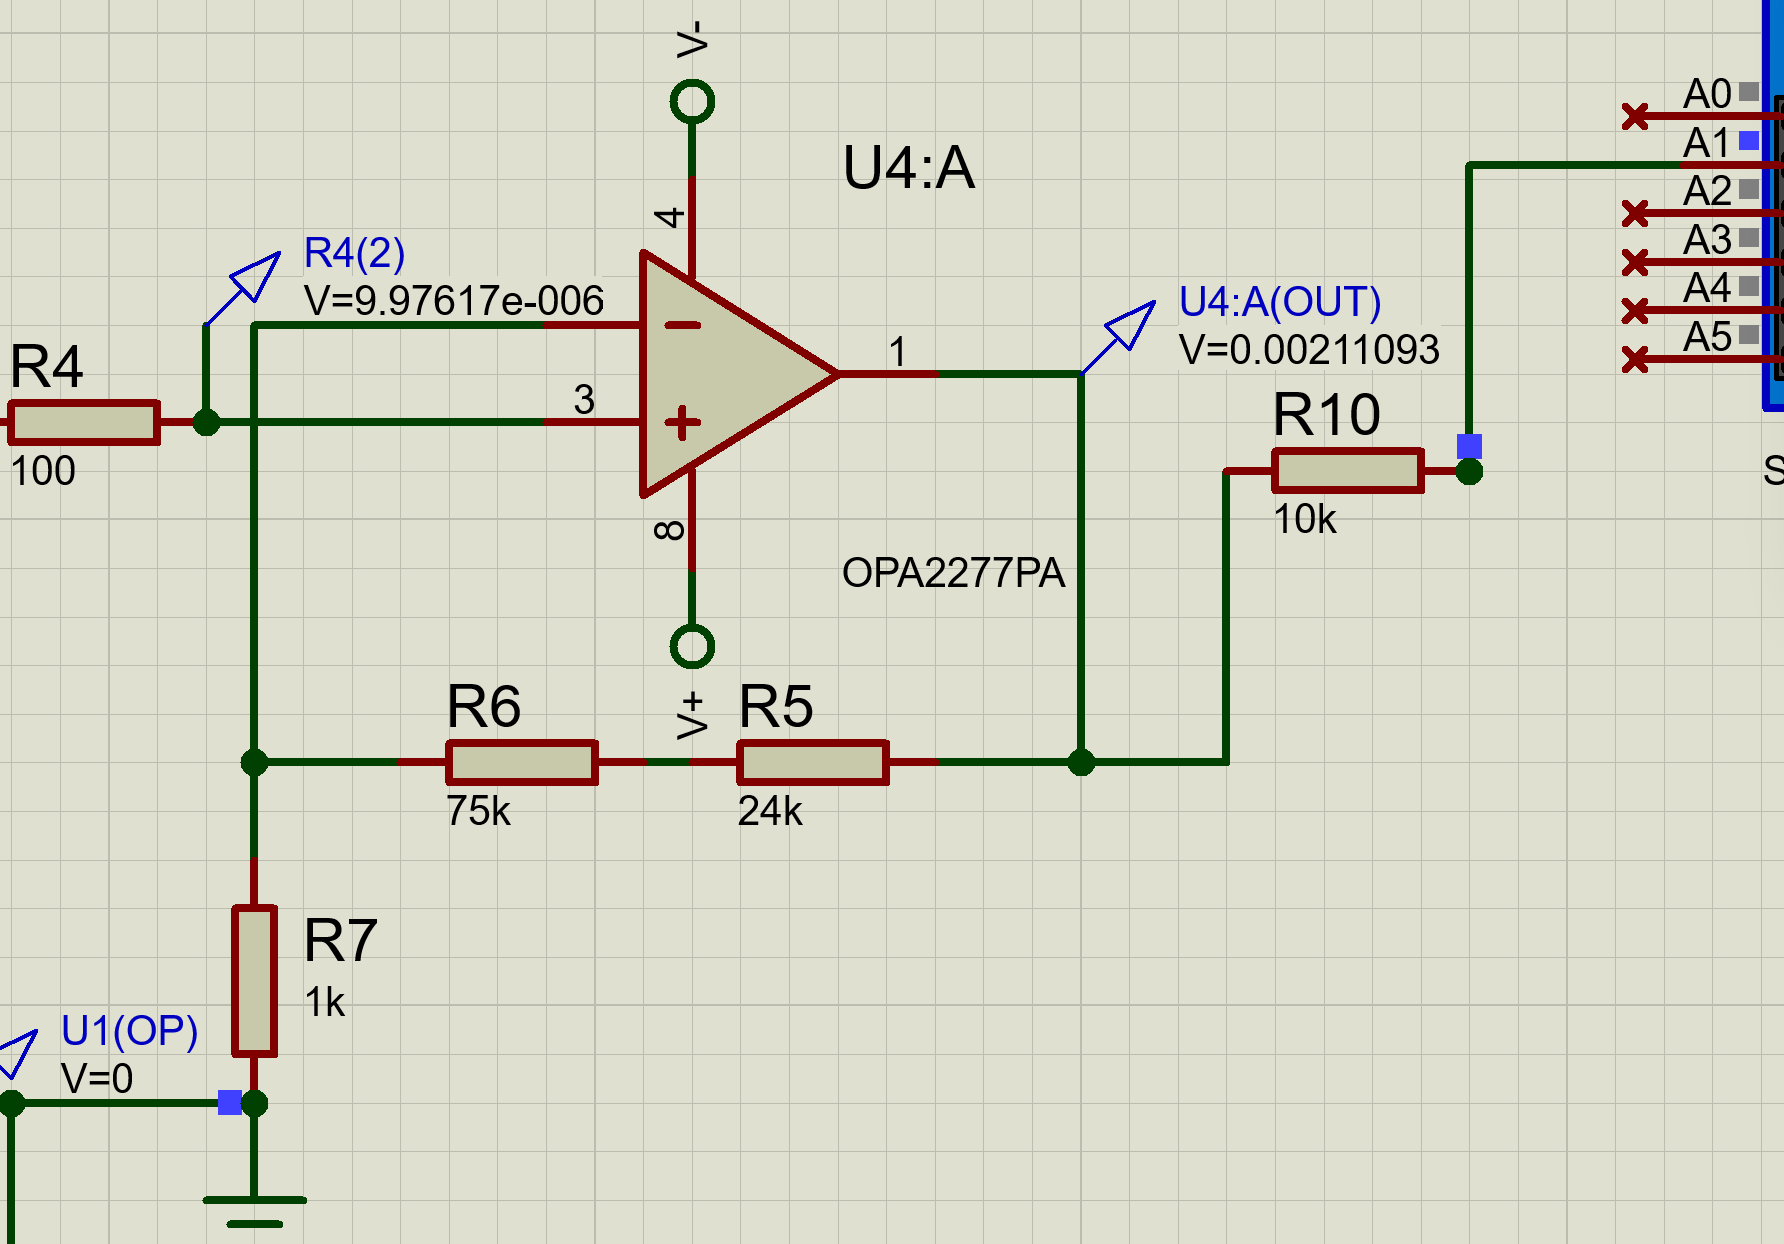 V-
A0
A1
U4:A
4
A2
A3
R4(2)
V=9.97617e-006
A4
U4:A(OUT)
V=0.00211093
A5
R4
1
3
R10
100
S
8
10k
OPA2277PA
V+
R6
R5
75k
24k
R7
1k
U1(OP)
V=0